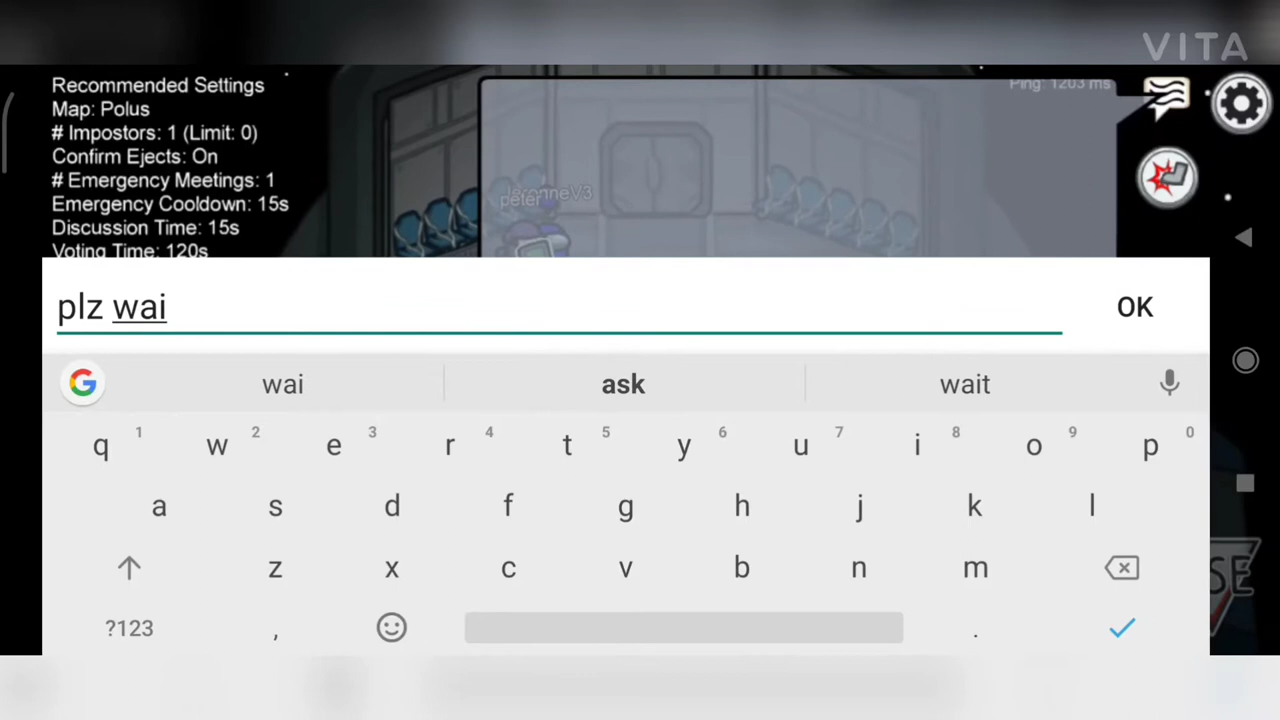 VITA
Recommended Settings
Map: Polus
# Impostors: 1 (Limit: 0)
Confirm Ejects: On
# Emergency Meetings: 1
Emergency Cooldown: 15s
Discussion Time: 15s
Voting Time: 120s
Ping: 1203 ms
JeronneV3
peter
plz wai
OK
wai ask wait
q 1 w 2 e 3 r 4 t 5 y 6 u 7 i 8 o 9 p 0
a s d f g h j k l
z x c v b n m
?123 , .
SE